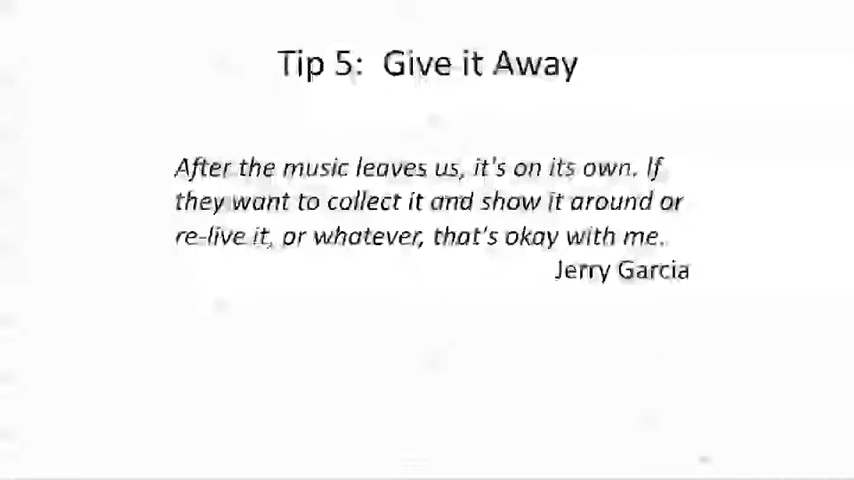 Tip 5:  Give it Away
After the music leaves us, it's on its own. If
they want to collect it and show it around or
re-live it, or whatever, that's okay with me.
Jerry Garcia